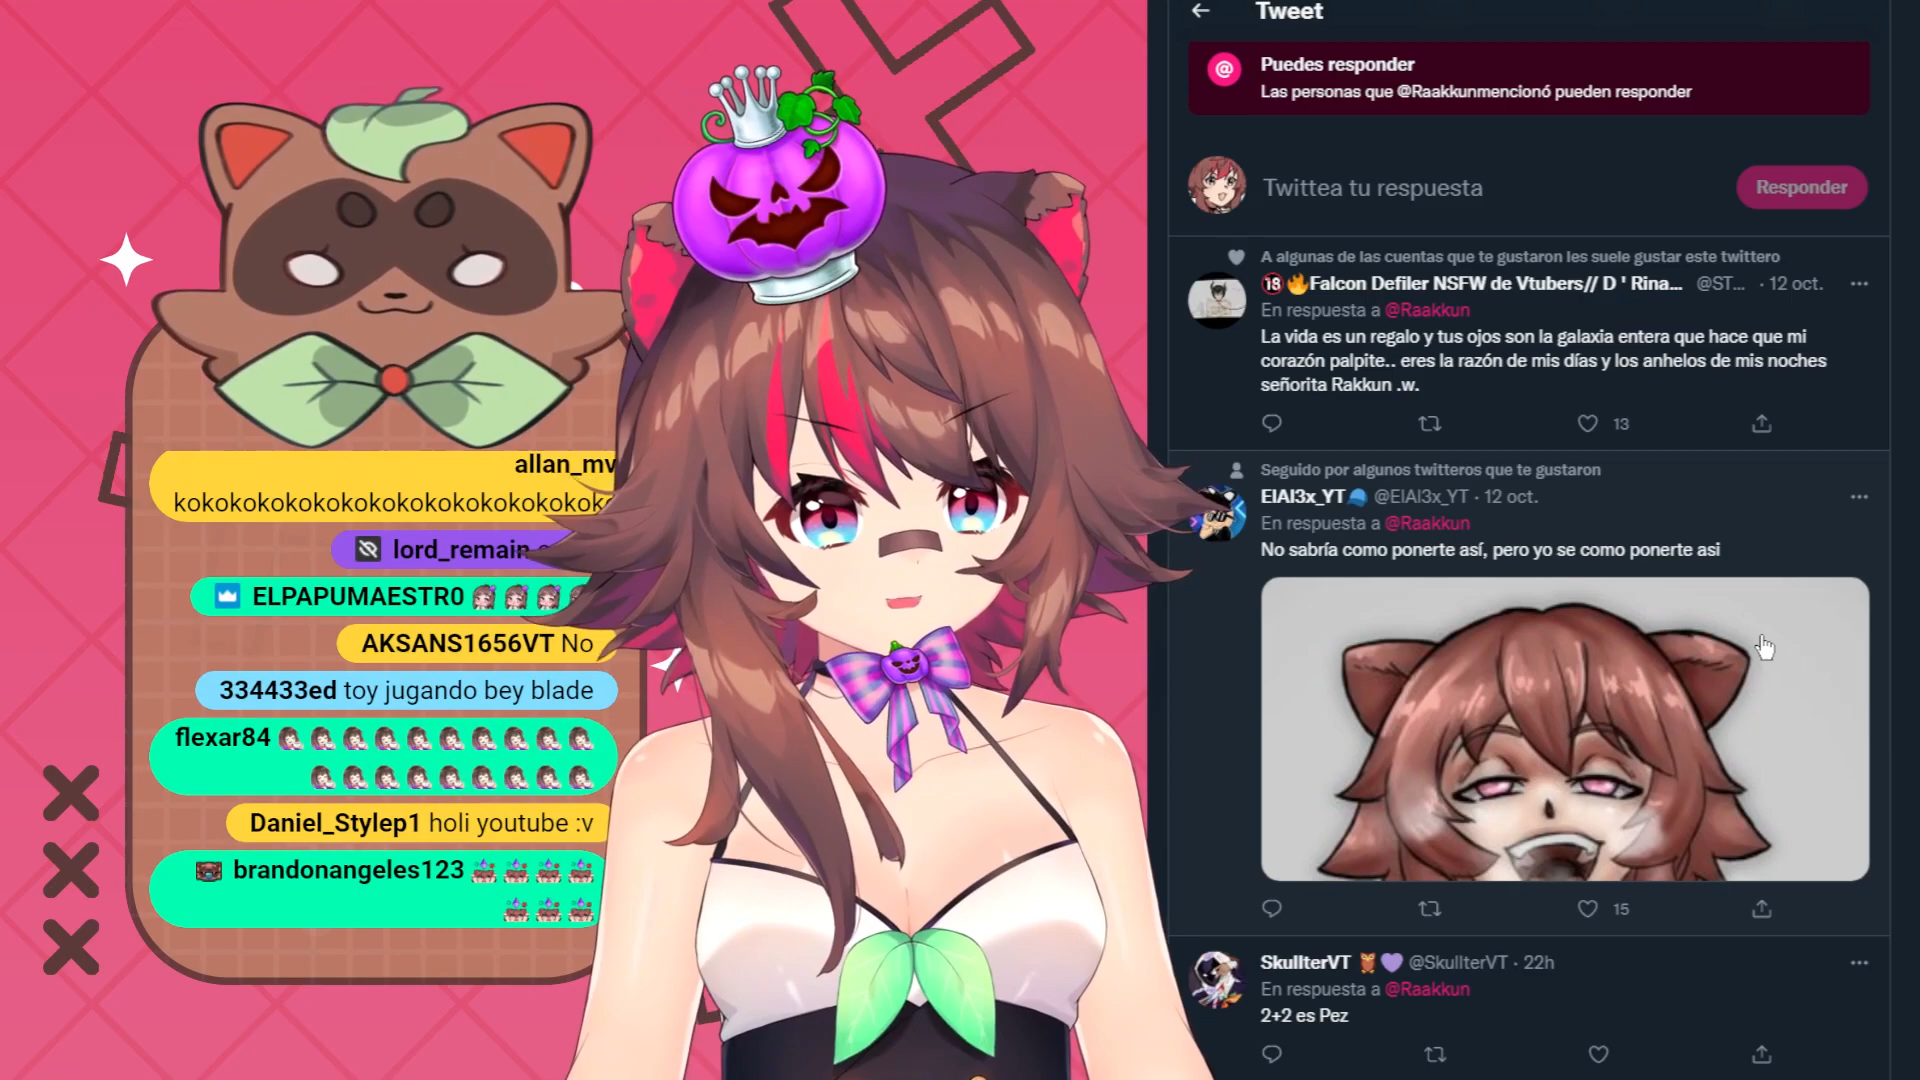 allan_mv
kokokokokokokokokokokokokokoko
lord_remain
ELPAPUMAESTR0
AKSANS1656VT No
334433ed toy jugando bey blade
flexar84
Daniel_Stylep1 holi youtube :v
brandonangeles123
Tweet
@ Puedes responder
Las personas que @Raakkunmencionó pueden responder
Twittea tu respuesta
Responder
A algunas de las cuentas que te gustaron les suele gustar este twittero
🔞🔥Falcon Defiler NSFW de Vtubers// D ' Rina... @ST... · 12 oct.
En respuesta a @Raakkun
La vida es un regalo y tus ojos son la galaxia entera que hace que mi
corazón palpite.. eres la razón de mis días y los anhelos de mis noches
señorita Rakkun .w.
13
Seguido por algunos twitteros que te gustaron
ElAl3x_YT🧢 @ElAl3x_YT · 12 oct.
En respuesta a @Raakkun
No sabría como ponerte así, pero yo se como ponerte asi
15
SkullterVT 🦉💜 @SkullterVT · 22h
En respuesta a @Raakkun
2+2 es Pez